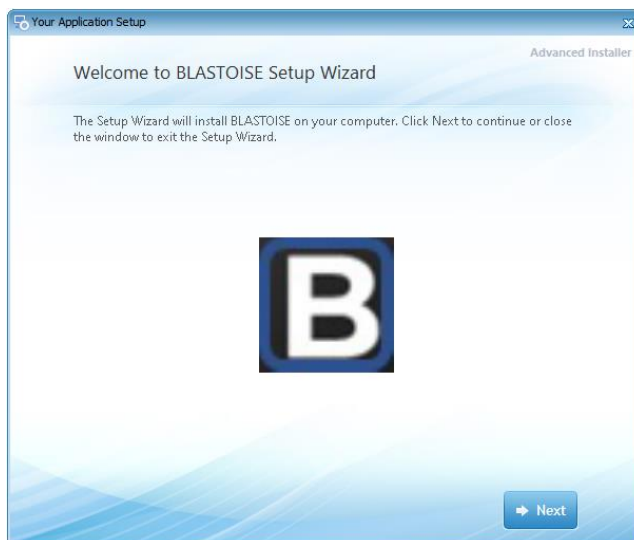 Your Application Setup
Advanced Installer
Welcome to BLASTOISE Setup Wizard
The Setup Wizard will install BLASTOISE on your computer. Click Next to continue or close
the window to exit the Setup Wizard.
B
Next